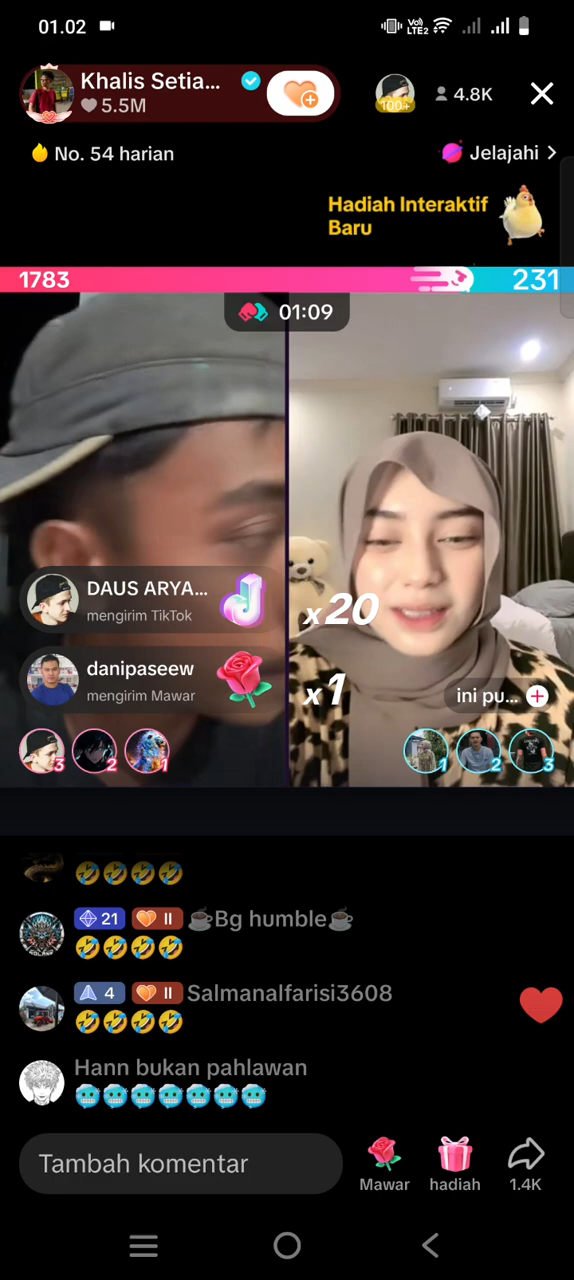 01.02
Vo)
LTE2
Khalis Setia...
5.5M
100+
4.8K
No. 54 harian
Jelajahi >
Hadiah Interaktif
Baru
1783
231
01:09
DAUS ARYA...
mengirim TikTok
x20
danipaseew
mengirim Mawar
x1
ini pu...
3
2
1
1
2
3
🤣🤣🤣🤣
21 II ☕Bg humble☕
🤣🤣🤣🤣
4 II Salmanalfarisi3608
🤣🤣🤣🤣
Hann bukan pahlawan
🥶🥶🥶🥶🥶🥶🥶
Tambah komentar
Mawar
hadiah
1.4K